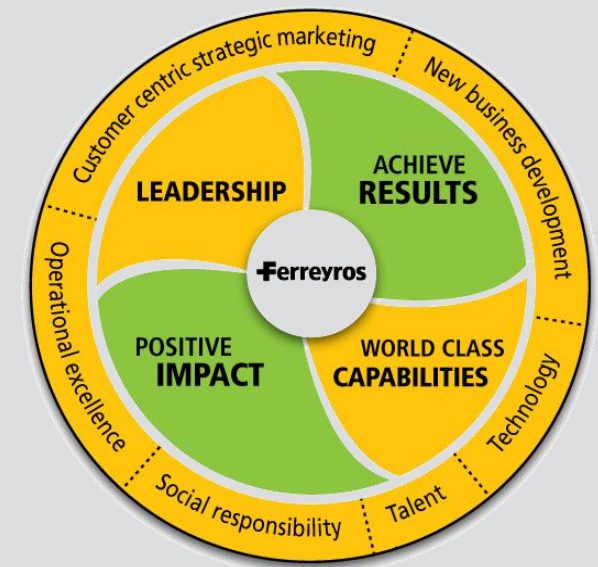 Customer centric strategic marketing
New business development
LEADERSHIP
ACHIEVE
RESULTS
Ferreyros
Operational excellence
POSITIVE
IMPACT
WORLD CLASS
CAPABILITIES
Technology
Social responsibility
Talent